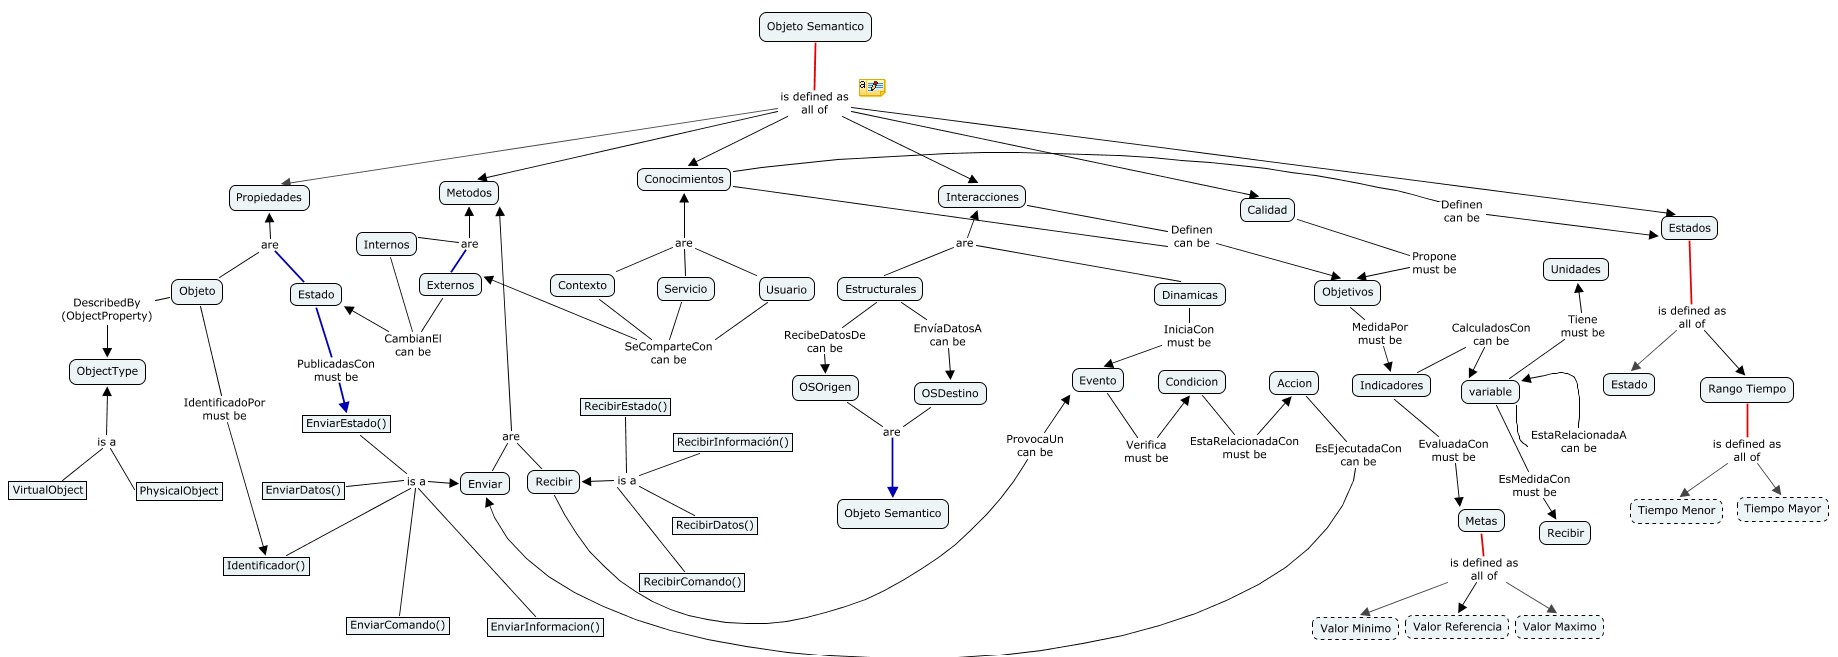 Objeto Semantico
a
is defined as
all of
Propiedades
Metodos
Conocimientos
Interacciones
Calidad
Definen
can be
Estados
are
Internos
are
are
are
Definen
can be
Propone
must be
Unidades
Objeto
Estado
Externos
Contexto
Servicio
Usuario
Estructurales
Dinamicas
Objetivos
DescribedBy
(ObjectProperty)
CambianEl
can be
SeComparteCon
can be
RecibeDatosDe
can be
EnvíaDatosA
can be
IniciaCon
must be
MedidaPor
must be
CalculadosCon
can be
Tiene
must be
is defined as
all of
ObjectType
PublicadasCon
must be
OSOrigen
OSDestino
Evento
Condicion
Accion
Indicadores
variable
Estado
Rango Tiempo
IdentificadoPor
must be
EnviarEstado()
RecibirEstado()
is a
are
RecibirInformación()
are
ProvocaUn
can be
Verifica
must be
EstaRelacionadaCon
must be
EsEjecutadaCon
can be
EvaluadaCon
must be
EstaRelacionadaA
can be
is defined as
all of
VirtualObject
PhysicalObject
EnviarDatos()
is a
Enviar
Recibir
is a
EsMedidaCon
must be
Objeto Semantico
RecibirDatos()
Metas
Recibir
Tiempo Menor
Tiempo Mayor
Identificador()
RecibirComando()
is defined as
all of
EnviarComando()
EnviarInformacion()
Valor Minimo
Valor Referencia
Valor Maximo